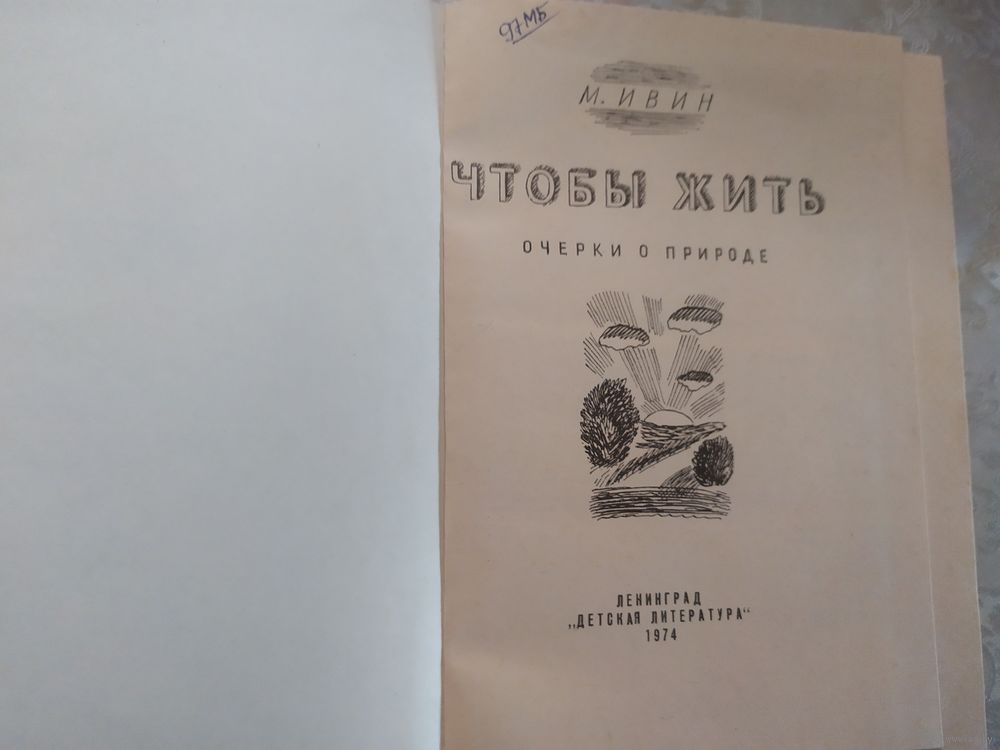 97МБ
М. ИВИН
ЧТОБЫ ЖИТЬ
ОЧЕРКИ О ПРИРОДЕ
ЛЕНИНГРАД
„ДЕТСКАЯ ЛИТЕРАТУРА“
1974